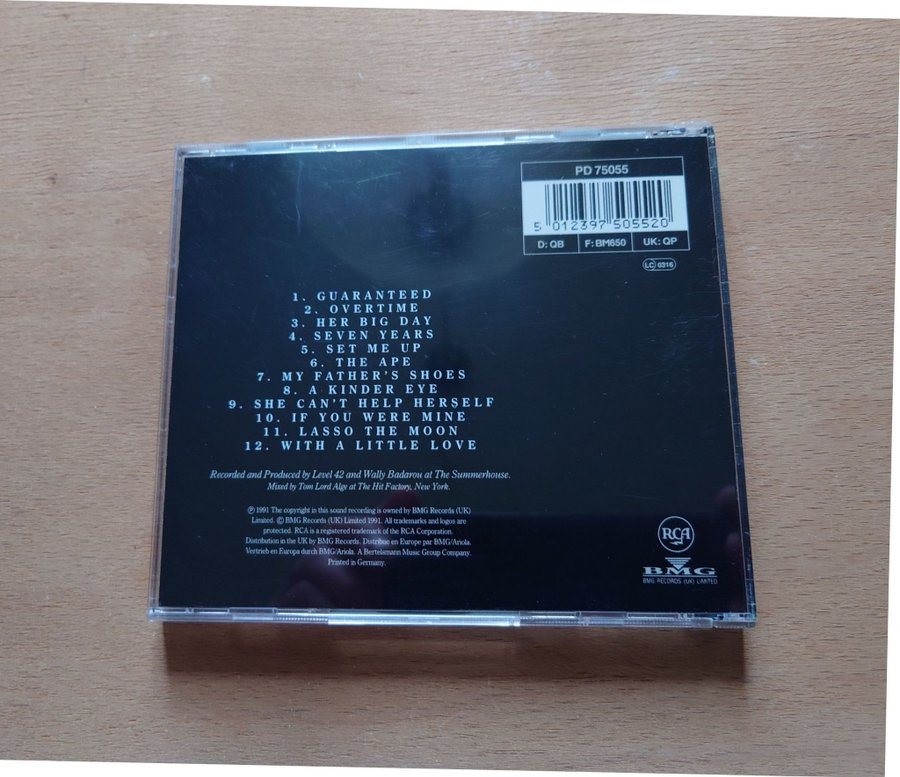 PD 75055
5 012397 505520
D: QB F: BM650 UK: QP
LC 0316
1. GUARANTEED
2. OVERTIME
3. HER BIG DAY
4. SEVEN YEARS
5. SET ME UP
6. THE APE
7. MY FATHER'S SHOES
8. A KINDER EYE
9. SHE CAN'T HELP HERSELF
10. IF YOU WERE MINE
11. LASSO THE MOON
12. WITH A LITTLE LOVE
Recorded and Produced by Level 42 and Wally Badarou at The Summerhouse.
Mixed by Tom Lord Alge at The Hit Factory, New York.
℗ 1991 The copyright in this sound recording is owned by BMG Records (UK)
Limited. © BMG Records (UK) Limited 1991. All trademarks and logos are
protected. RCA is a registered trademark of the RCA Corporation.
Distribution in the UK by BMG Records. Distribue en Europe par BMG/Ariola.
Vertrieb en Europa durch BMG/Ariola. A Bertelsmann Music Group Company.
Printed in Germany.
RCA
BMG
BMG RECORDS (UK) LIMITED